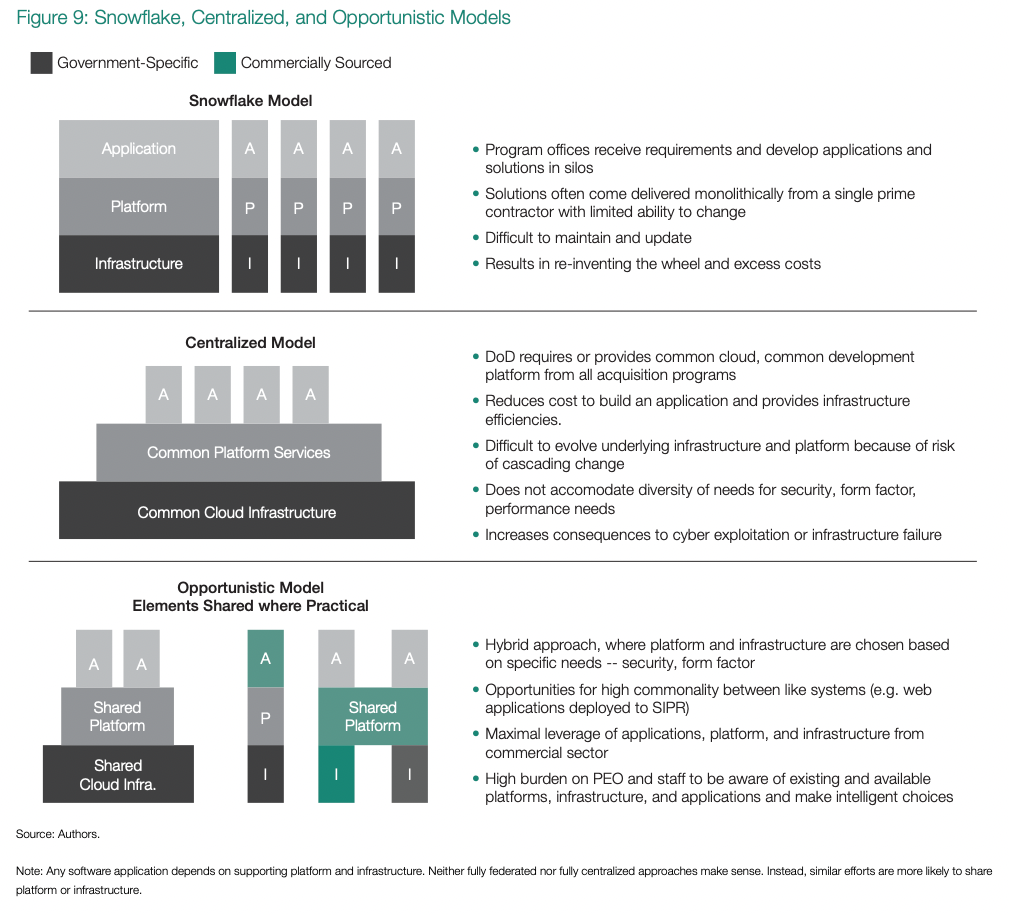 Figure 9: Snowflake, Centralized, and Opportunistic Models
Government-Specific Commercially Sourced
Snowflake Model
Application A A A A
Platform P P P P
Infrastructure I I I I
• Program offices receive requirements and develop applications and
solutions in silos
• Solutions often come delivered monolithically from a single prime
contractor with limited ability to change
• Difficult to maintain and update
• Results in re-inventing the wheel and excess costs
Centralized Model
A A A A
Common Platform Services
Common Cloud Infrastructure
• DoD requires or provides common cloud, common development
platform from all acquisition programs
• Reduces cost to build an application and provides infrastructure
efficiencies.
• Difficult to evolve underlying infrastructure and platform because of risk
of cascading change
• Does not accomodate diversity of needs for security, form factor,
performance needs
• Increases consequences to cyber exploitation or infrastructure failure
Opportunistic Model
Elements Shared where Practical
A A A A A
Shared
Platform
P
Shared
Platform
Shared
Cloud Infra.
I I I
• Hybrid approach, where platform and infrastructure are chosen based
on specific needs -- security, form factor
• Opportunities for high commonality between like systems (e.g. web
applications deployed to SIPR)
• Maximal leverage of applications, platform, and infrastructure from
commercial sector
• High burden on PEO and staff to be aware of existing and available
platforms, infrastructure, and applications and make intelligent choices
Source: Authors.
Note: Any software application depends on supporting platform and infrastructure. Neither fully federated nor fully centralized approaches make sense. Instead, similar efforts are more likely to share
platform or infrastructure.